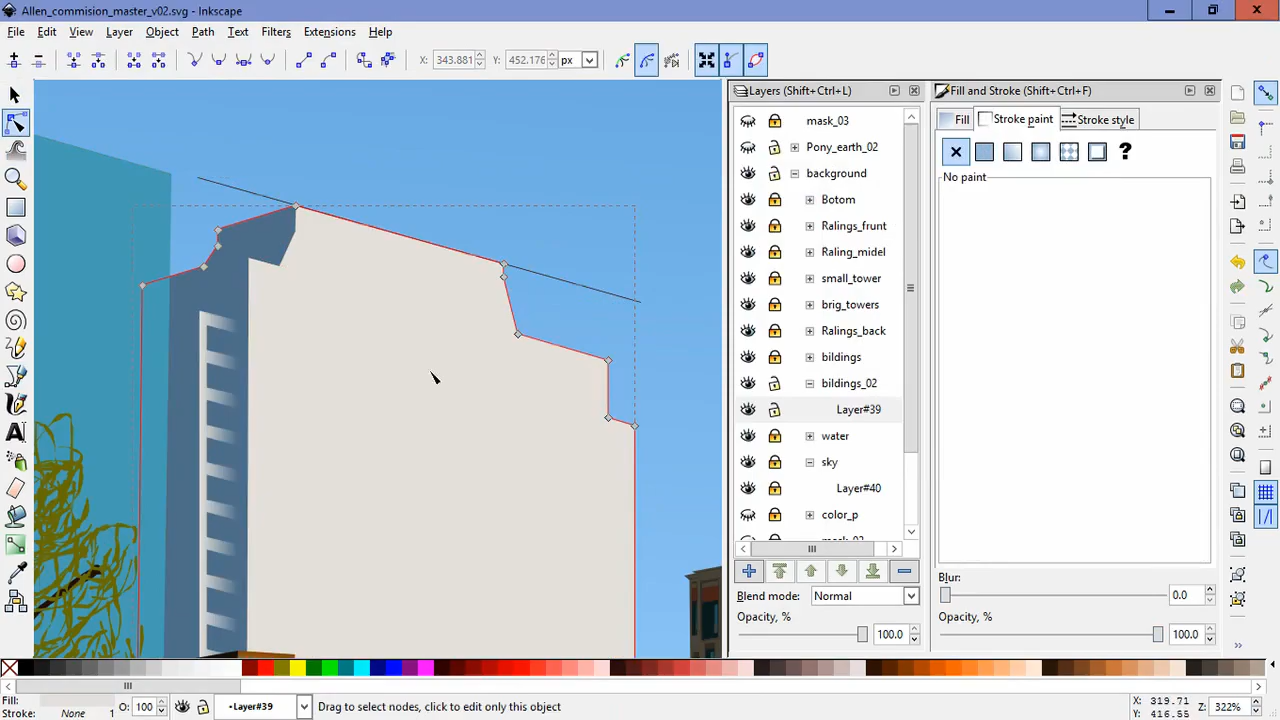 Allen_commision_master_v02.svg - Inkscape
File Edit View Layer Object Path Filters Text Extensions Help
X: 343.881 Y: 452.176 px
Layers (Shift+Ctrl+L)
mask_03
Pony_earth_02
background
Botom
Ralings_frunt
Raling_midel
small_tower
brig_towers
Ralings_back
bildings
bildings_02
Layer#39
water
sky
Layer#40
color_p
mask_02
Blend mode: Normal
Opacity, %
100.0
Fill and Stroke (Shift+Ctrl+F)
Fill Stroke paint Stroke style
No paint
Blur:
0.0
Opacity, %
100.0
Fill:
Stroke: None 1
O: 100
•Layer#39
Drag to select nodes, click to edit only this object
X: 319.71
Y: 416.55
Z: 322%